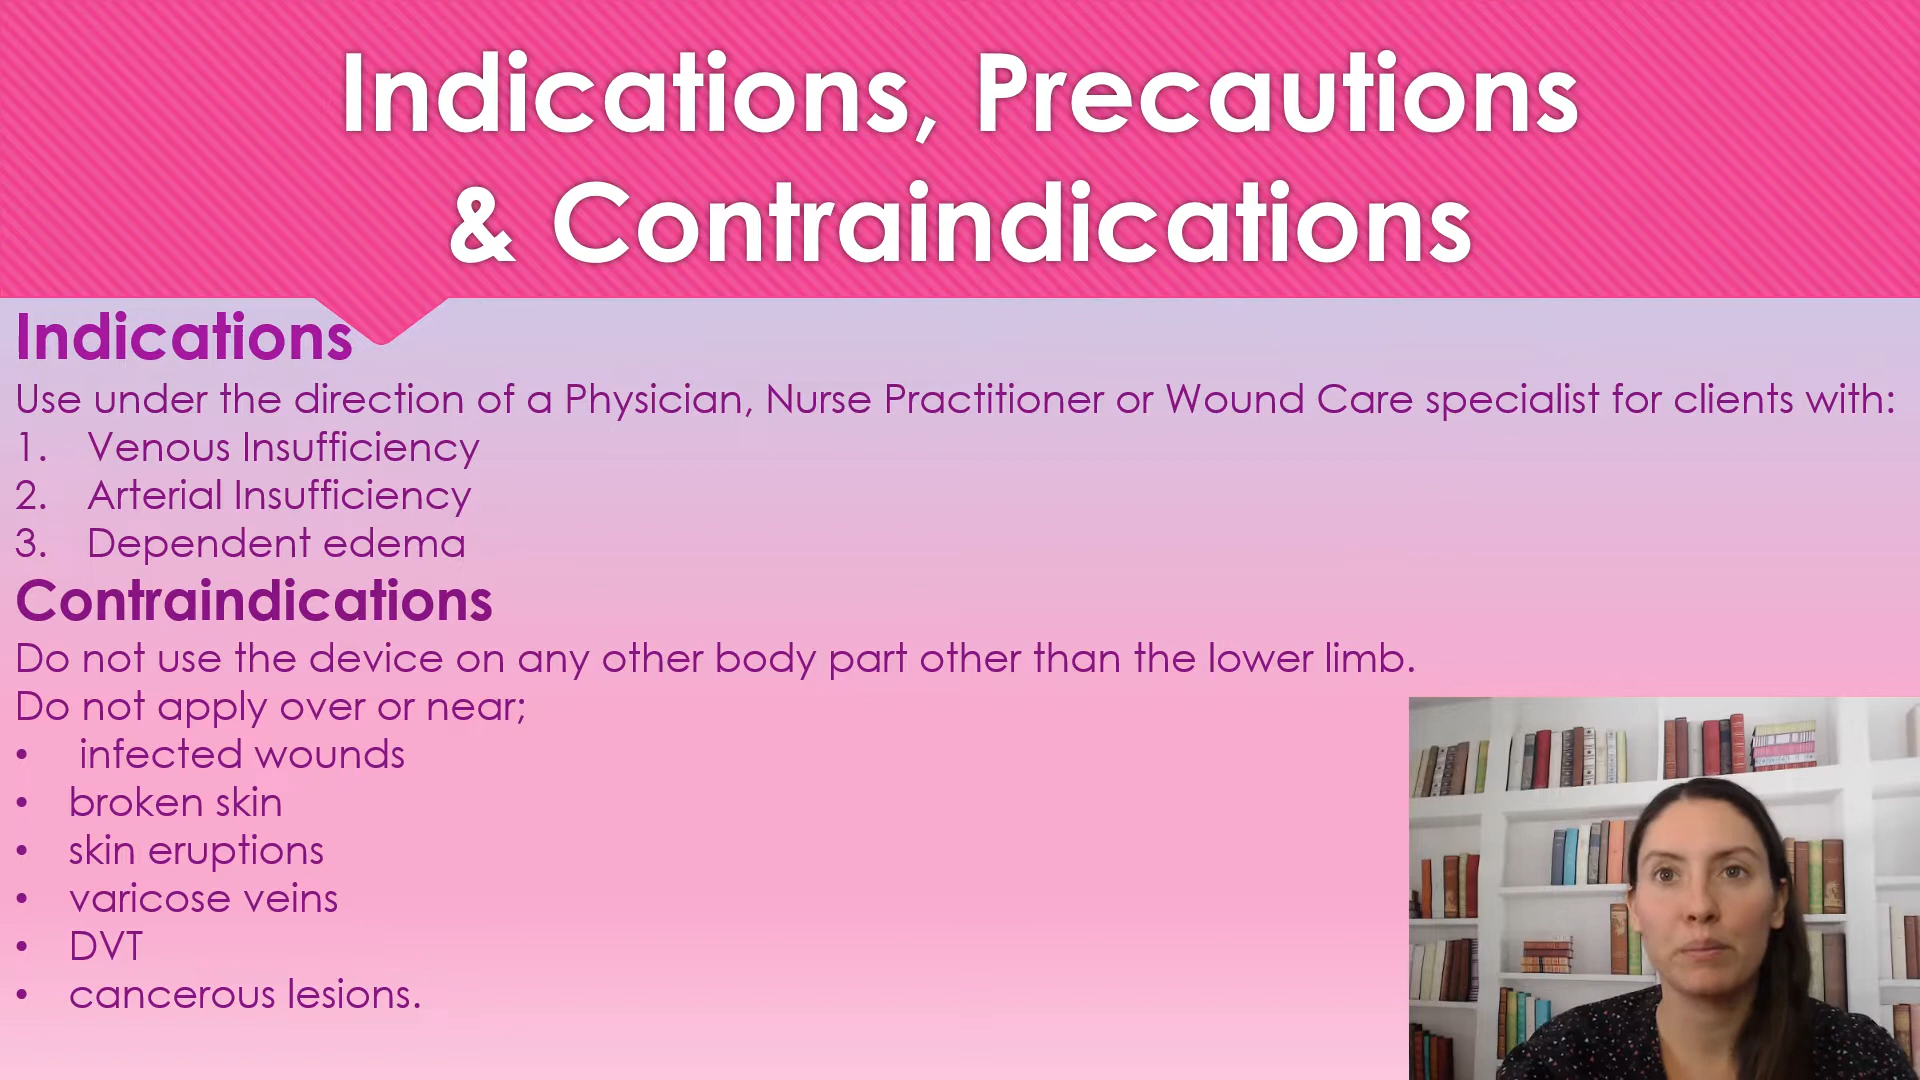 Indications, Precautions
& Contraindications
Indications
Use under the direction of a Physician, Nurse Practitioner or Wound Care specialist for clients with:
1. Venous Insufficiency
2. Arterial Insufficiency
3. Dependent edema
Contraindications
Do not use the device on any other body part other than the lower limb.
Do not apply over or near;
• infected wounds
• broken skin
• skin eruptions
• varicose veins
• DVT
• cancerous lesions.